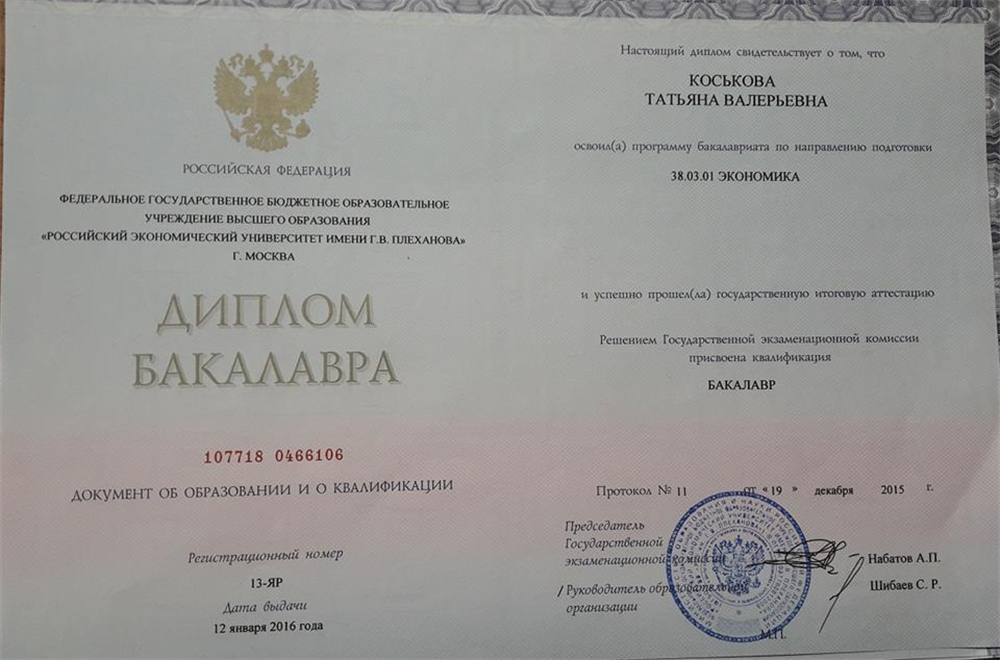 РОССИЙСКАЯ ФЕДЕРАЦИЯ
ФЕДЕРАЛЬНОЕ ГОСУДАРСТВЕННОЕ БЮДЖЕТНОЕ ОБРАЗОВАТЕЛЬНОЕ
УЧРЕЖДЕНИЕ ВЫСШЕГО ОБРАЗОВАНИЯ
«РОССИЙСКИЙ ЭКОНОМИЧЕСКИЙ УНИВЕРСИТЕТ ИМЕНИ Г.В. ПЛЕХАНОВА»
Г. МОСКВА
ДИПЛОМ
БАКАЛАВРА
107718 0466106
ДОКУМЕНТ ОБ ОБРАЗОВАНИИ И О КВАЛИФИКАЦИИ
Регистрационный номер
13-ЯР
Дата выдачи
12 января 2016 года
Настоящий диплом свидетельствует о том, что
КОСЬКОВА
ТАТЬЯНА ВАЛЕРЬЕВНА
освоил(а) программу бакалавриата по направлению подготовки
38.03.01 ЭКОНОМИКА
и успешно прошел(ла) государственную итоговую аттестацию
Решением Государственной экзаменационной комиссии
присвоена квалификация
БАКАЛАВР
Протокол № 11 от «19 » декабря 2015 г.
Председатель
Государственной
экзаменационной комиссии Набатов А.П.
/ Руководитель образовательной Шибаев С. Р.
организации
М.П.